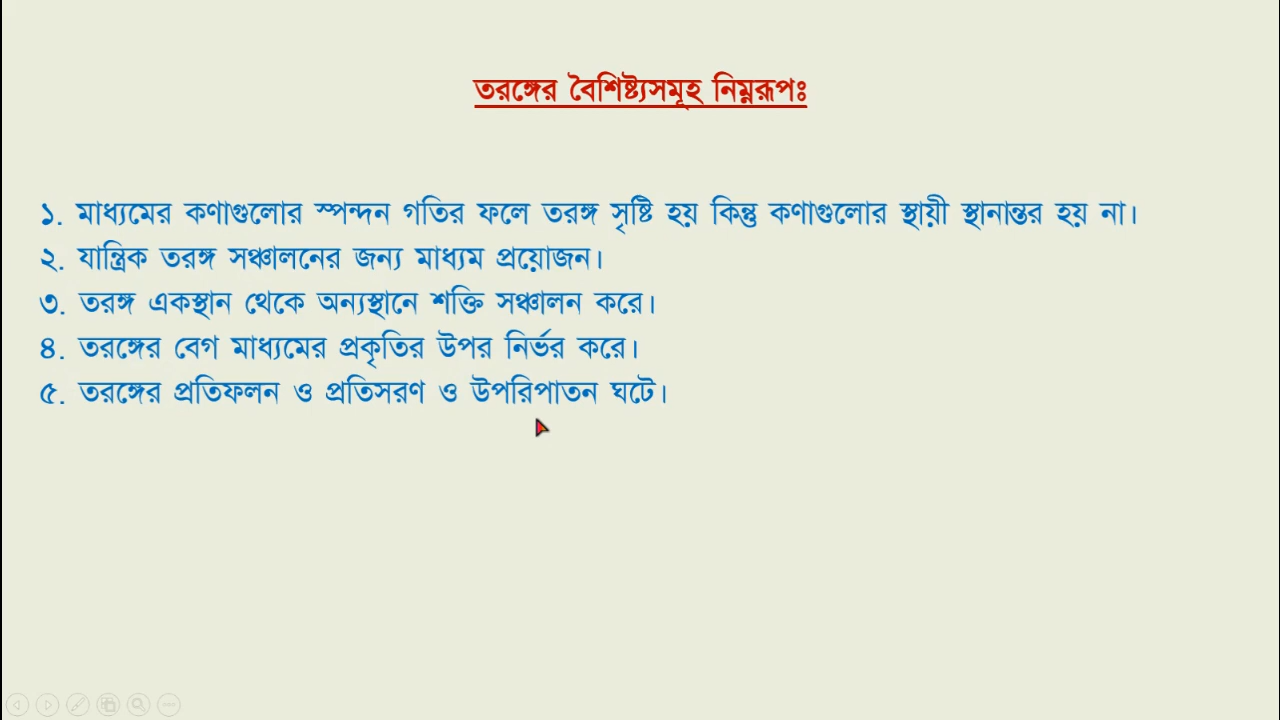 তরঙ্গের বৈশিষ্ট্যসমূহ নিম্নরূপঃ
১. মাধ্যমের কণাগুলোর স্পন্দন গতির ফলে তরঙ্গ সৃষ্টি হয় কিন্তু কণাগুলোর স্থায়ী স্থানান্তর হয় না।
২. যান্ত্রিক তরঙ্গ সঞ্চালনের জন্য মাধ্যম প্রয়োজন।
৩. তরঙ্গ একস্থান থেকে অন্যস্থানে শক্তি সঞ্চালন করে।
৪. তরঙ্গের বেগ মাধ্যমের প্রকৃতির উপর নির্ভর করে।
৫. তরঙ্গের প্রতিফলন ও প্রতিসরণ ও উপরিপাতন ঘটে।